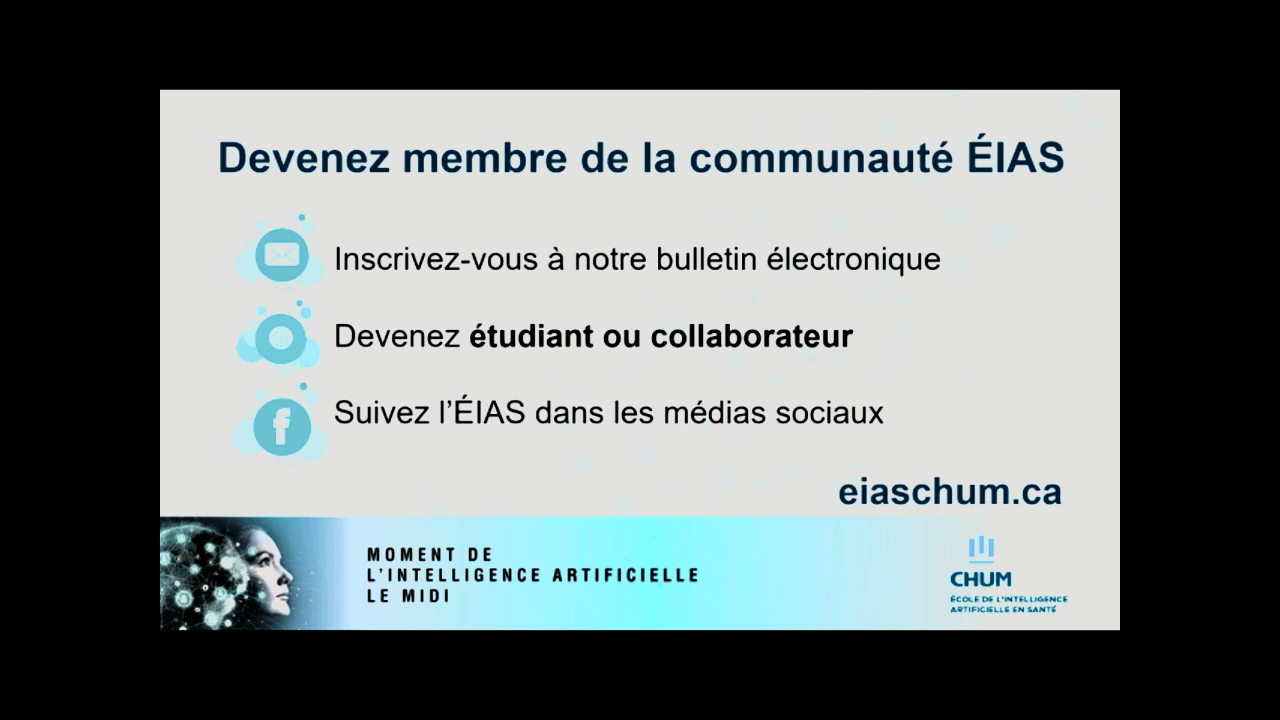 Devenez membre de la communauté ÉIAS
Inscrivez-vous à notre bulletin électronique
Devenez étudiant ou collaborateur
Suivez l’ÉIAS dans les médias sociaux
eiaschum.ca
MOMENT DE
L'INTELLIGENCE ARTIFICIELLE
LE MIDI
CHUM
ÉCOLE DE L'INTELLIGENCE
ARTIFICIELLE EN SANTÉ